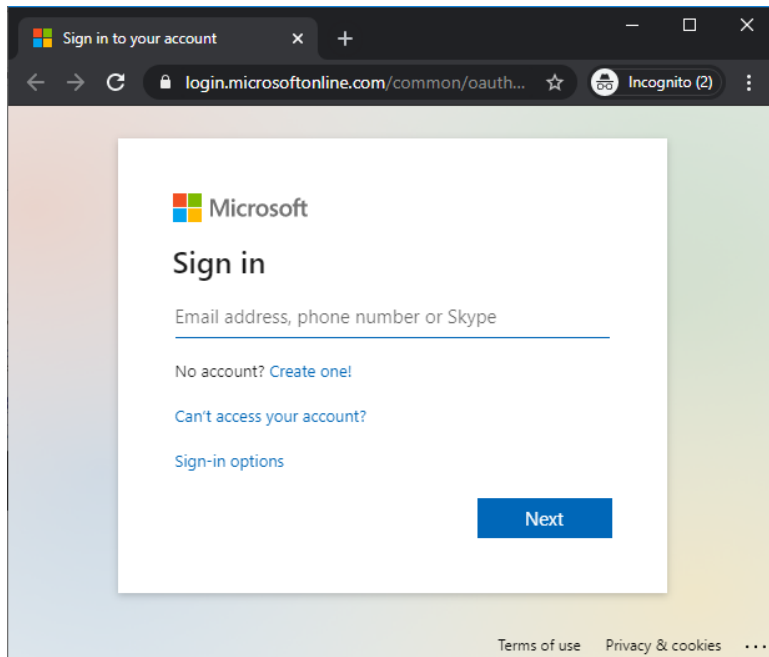 Sign in to your account
login.microsoftonline.com/common/oauth... Incognito (2)
Microsoft
Sign in
Email address, phone number or Skype
No account? Create one!
Can't access your account?
Sign-in options
Next
Terms of use Privacy & cookies ...